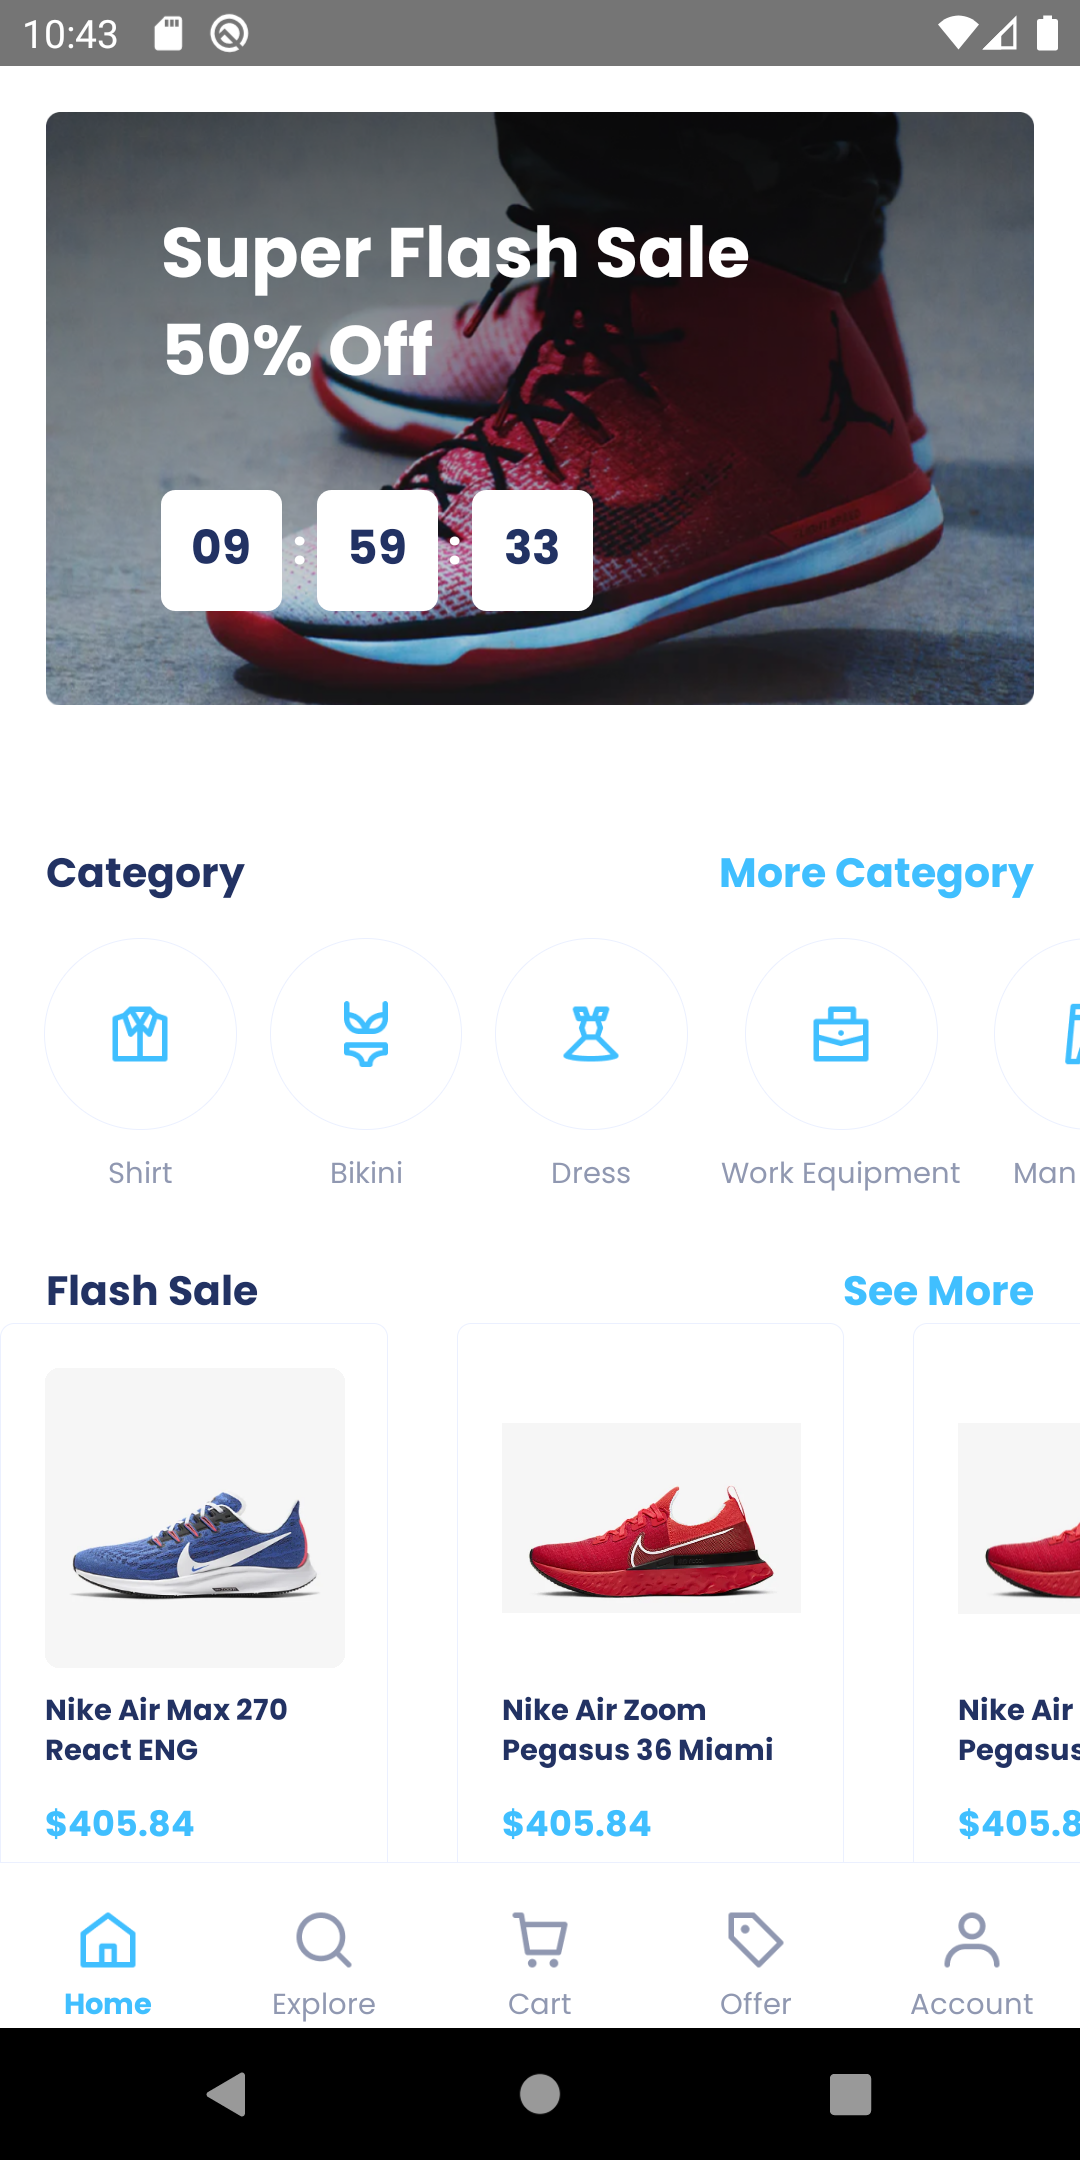 10:43
Super Flash Sale
50% Off
09 : 59 : 33
Category
More Category
Shirt
Bikini
Dress
Work Equipment
Man
Flash Sale
See More
Nike Air Max 270
React ENG
$405.84
Nike Air Zoom
Pegasus 36 Miami
$405.84
Nike Air
Pegasus
$405.8
Home
Explore
Cart
Offer
Account